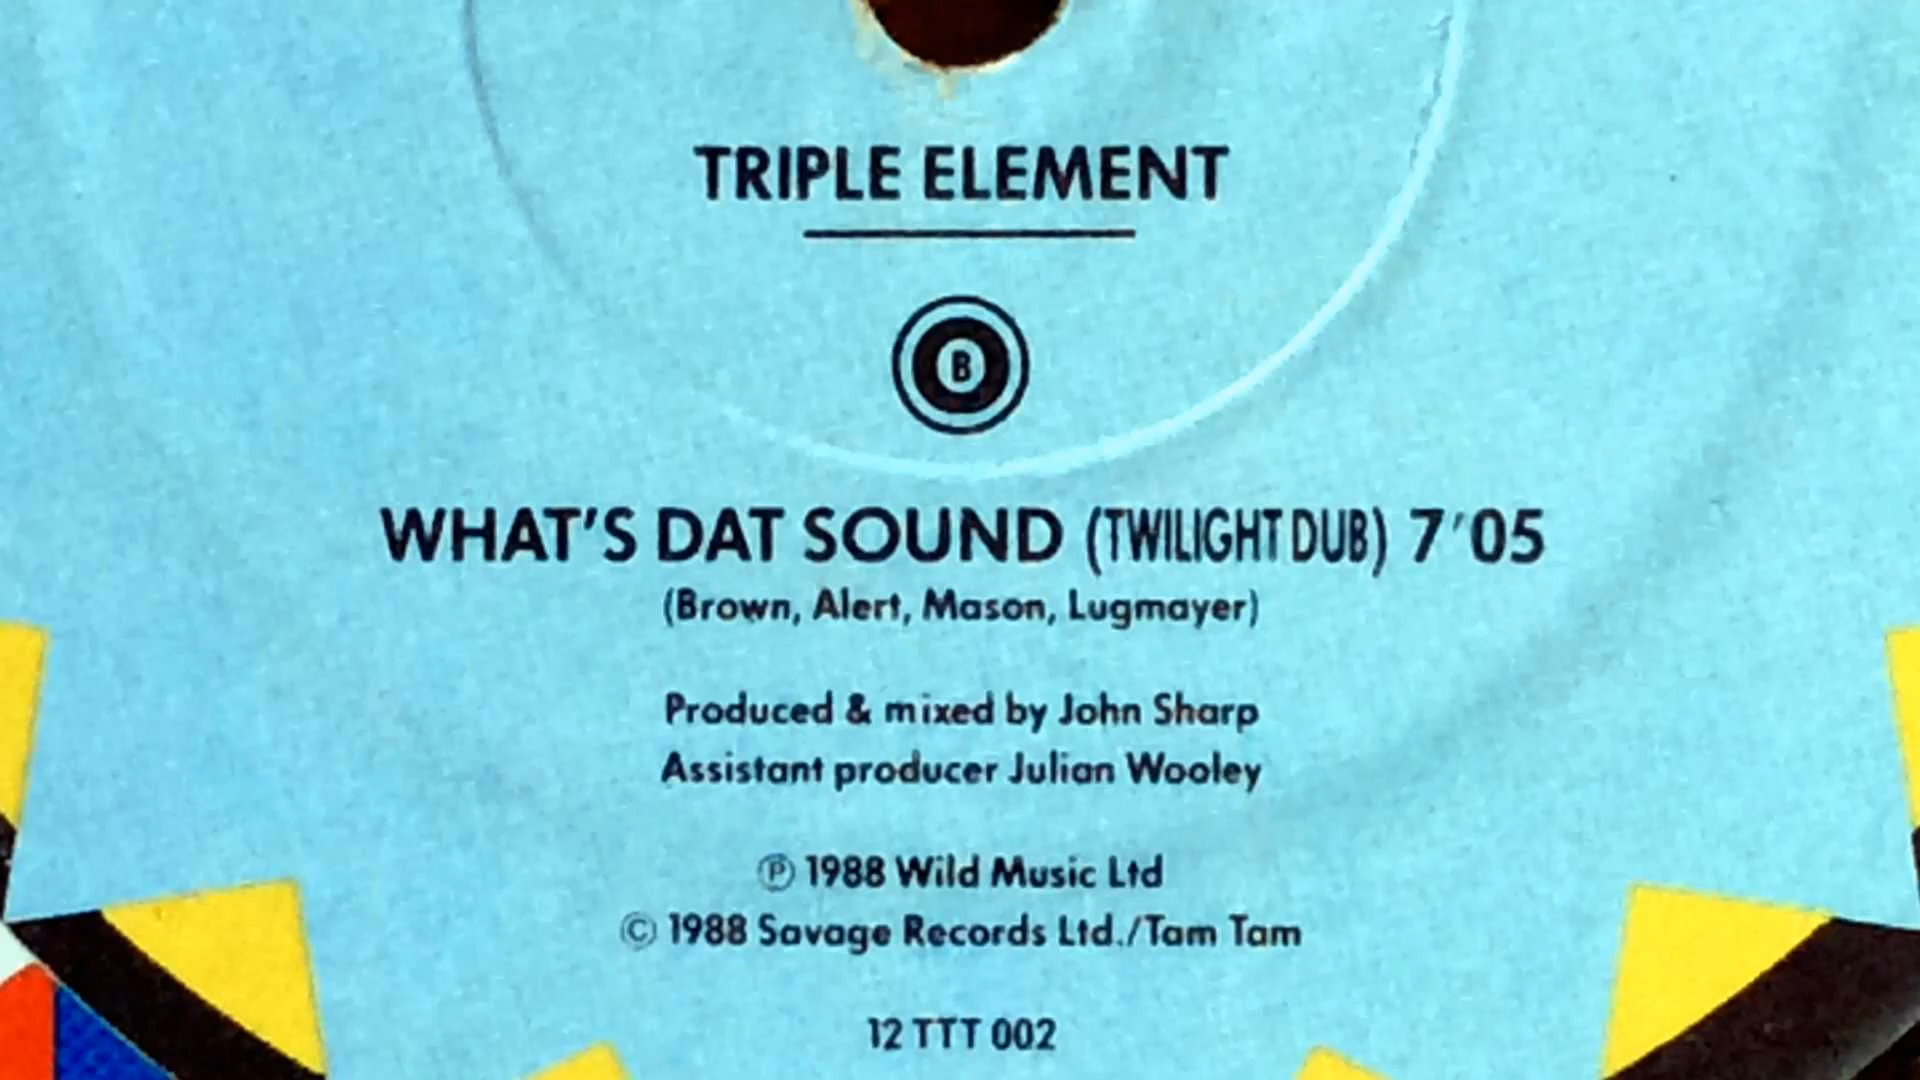 TRIPLE ELEMENT
B
WHAT'S DAT SOUND (TWILIGHT DUB) 7'05
(Brown, Alert, Mason, Lugmayer)
Produced & mixed by John Sharp
Assistant producer Julian Wooley
℗ 1988 Wild Music Ltd
© 1988 Savage Records Ltd./Tam Tam
12 TTT 002